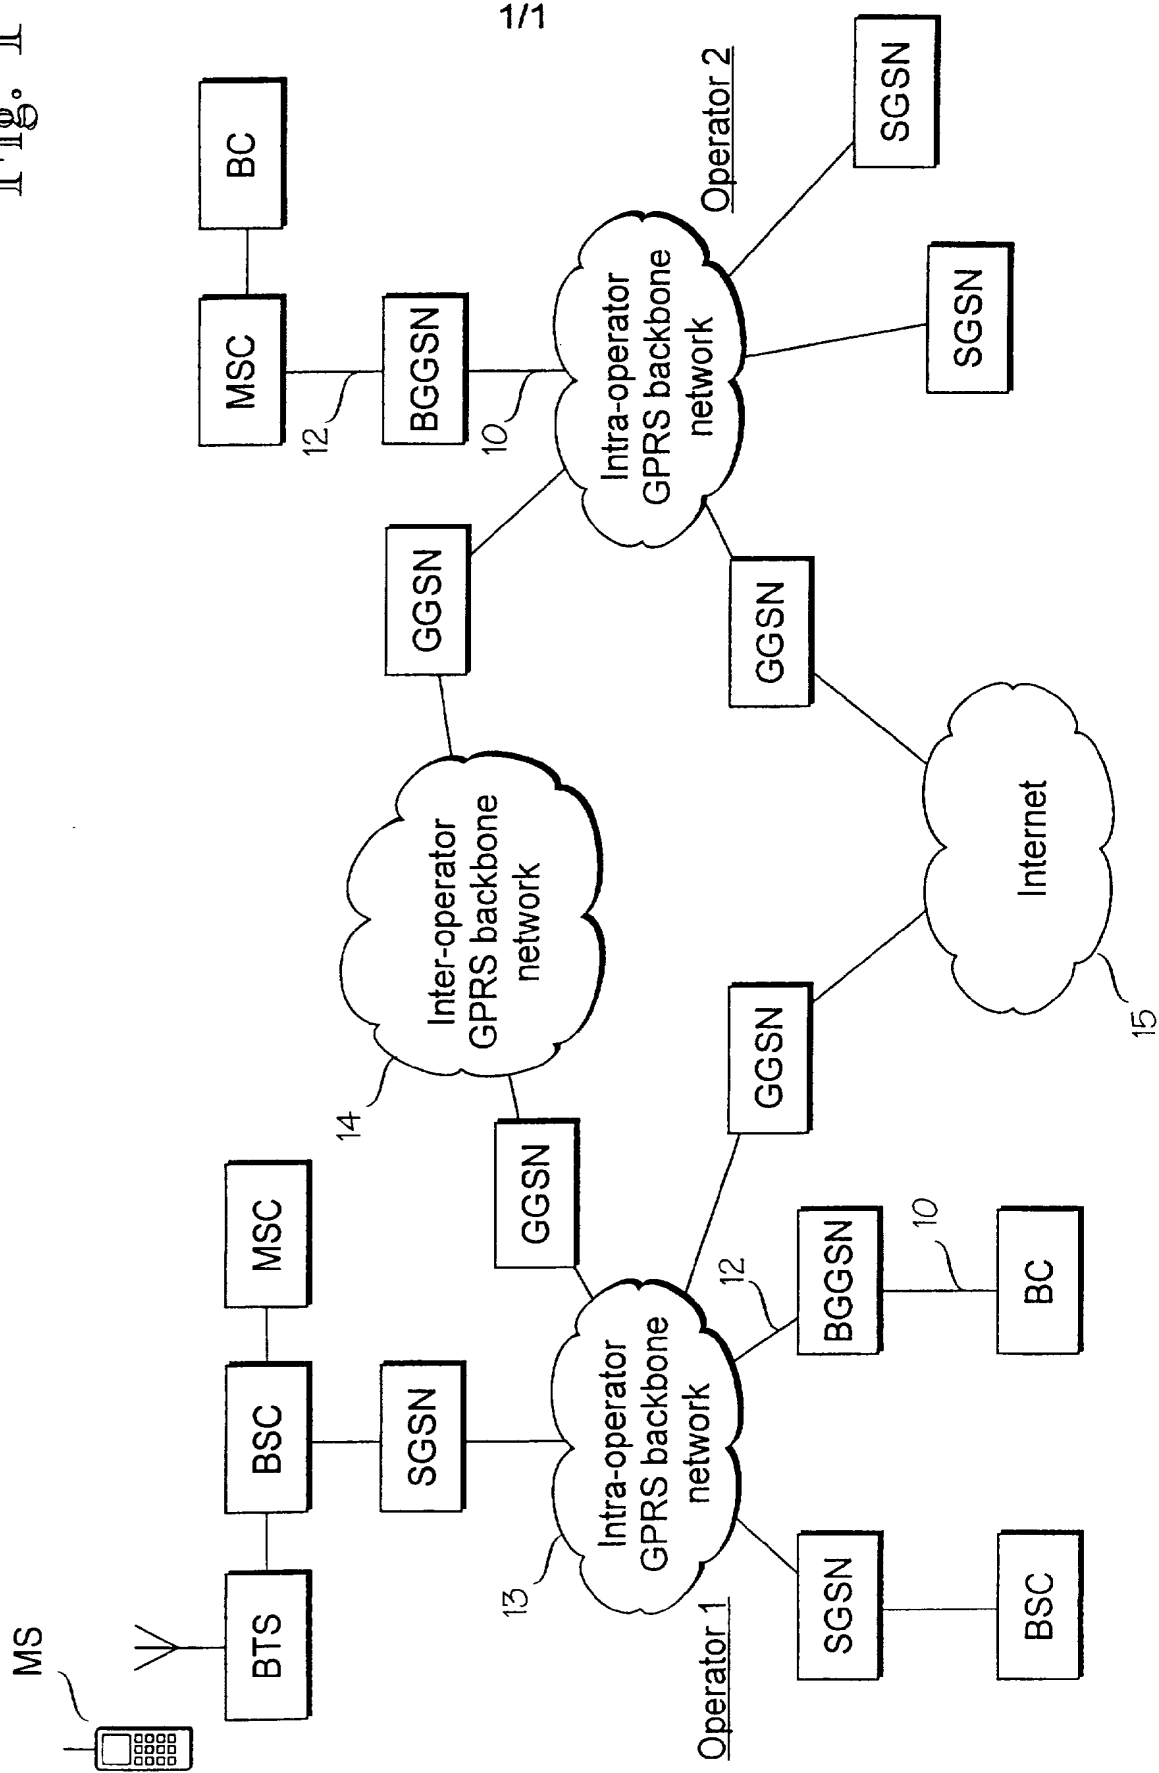 1/1
Fig. 1
MS
BTS
BSC
MSC
SGSN
14
Inter-operator
GPRS backbone
network
GGSN
GGSN
MSC
BC
12
BGGSN
10
13
Intra-operator
GPRS backbone
network
Operator 1
SGSN
BSC
12
BGGSN
10
BC
GGSN
Internet
15
GGSN
Intra-operator
GPRS backbone
network
Operator 2
SGSN
SGSN